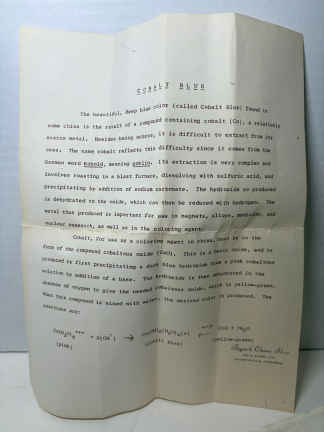 COBALT BLUE
The beautiful, deep blue color (called Cobalt Blue) found in
some china is the result of a compound containing cobalt (Co), a relatively
scarce metal. Besides being scarce, it is difficult to extract from its
ores. The name cobalt reflects this difficulty since it comes from the
German word kobold, meaning goblin. Its extraction is very complex and
involves roasting in a blast furnace, dissolving with sulfuric acid, and
precipitating by addition of sodium carbonate. The hydroxide so produced
is dehydrated to the oxide, which can then be reduced with hydrogen. The
metal thus produced is important for use in magnets, alloys, and
nuclear research, as well as in the coloring agent.
Cobalt, for use as a coloring agent in china, must be in the
form of the compound cobaltous oxide (CoO). This is a basic oxide, and is
produced by first precipitating a blue hydroxide from a pink cobaltous
solution by addition of a base. The hydroxide is then dehydrated in the
absence of oxygen to give the needed cobaltous oxide, which is yellow-green.
When this compound is mixed with the desired color is produced. The
reactions are:
(pink) (yellow-green)